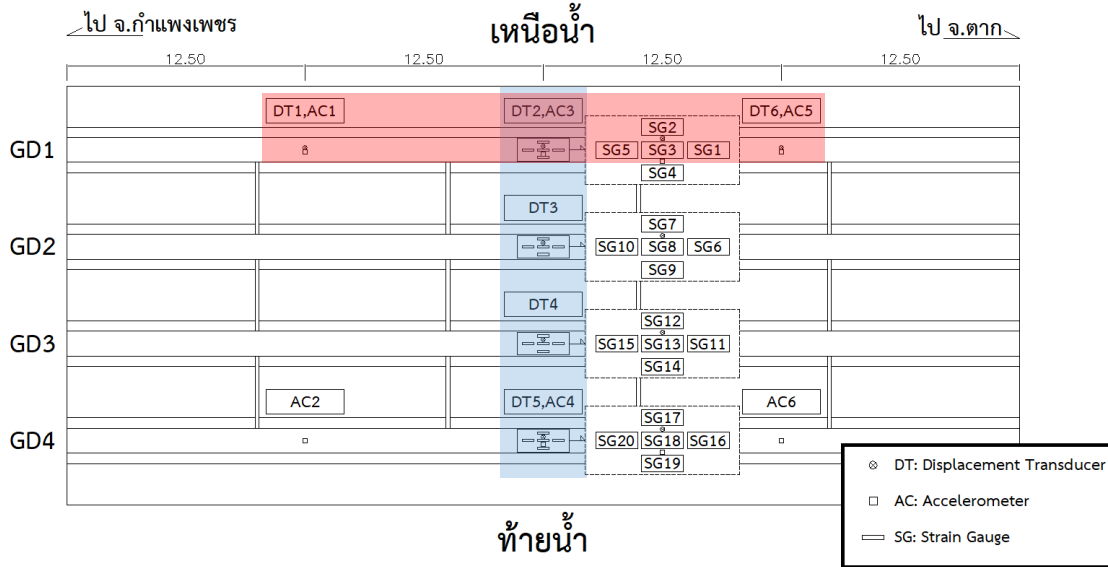 ไป จ.กำแพงเพชร
เหนือน้ำ
ไป จ.ตาก
12.50 12.50 12.50 12.50
DT1,AC1 DT2,AC3 DT6,AC5
SG2
GD1 SG5 SG3 SG1
SG4
DT3
SG7
GD2 SG10 SG8 SG6
SG9
DT4
SG12
GD3 SG15 SG13 SG11
SG14
AC2 DT5,AC4 AC6
SG17
GD4 SG20 SG18 SG16
SG19
DT: Displacement Transducer
AC: Accelerometer
SG: Strain Gauge
ท้ายน้ำ